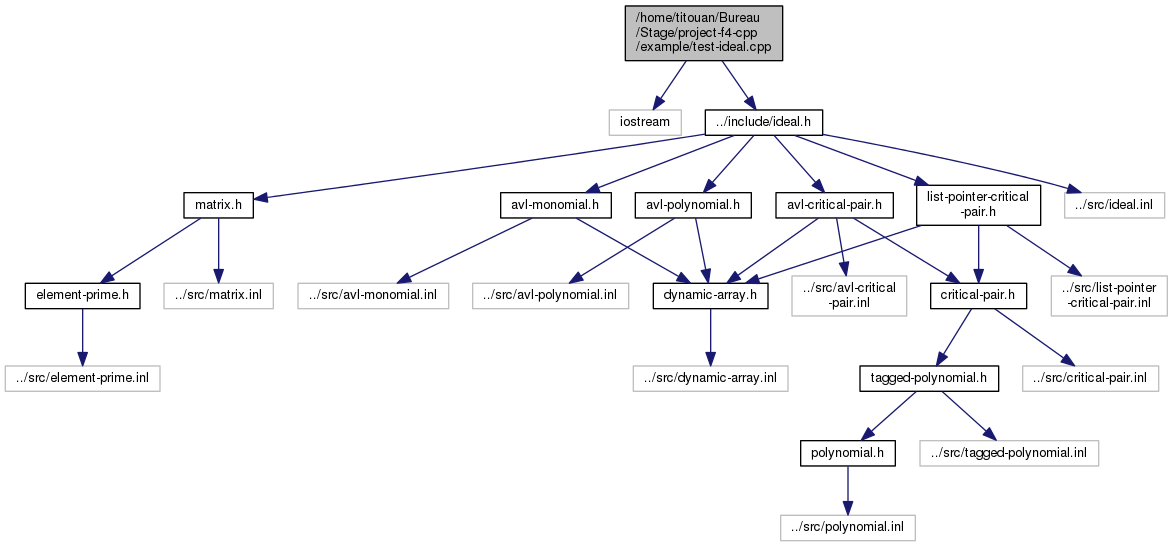 /home/titouan/Bureau
/Stage/project-f4-cpp
/example/test-ideal.cpp
iostream
../include/ideal.h
matrix.h
avl-monomial.h
avl-polynomial.h
avl-critical-pair.h
list-pointer-critical
-pair.h
../src/ideal.inl
element-prime.h
../src/matrix.inl
../src/avl-monomial.inl
../src/avl-polynomial.inl
dynamic-array.h
../src/avl-critical
-pair.inl
critical-pair.h
../src/list-pointer
-critical-pair.inl
../src/element-prime.inl
../src/dynamic-array.inl
tagged-polynomial.h
../src/critical-pair.inl
polynomial.h
../src/tagged-polynomial.inl
../src/polynomial.inl